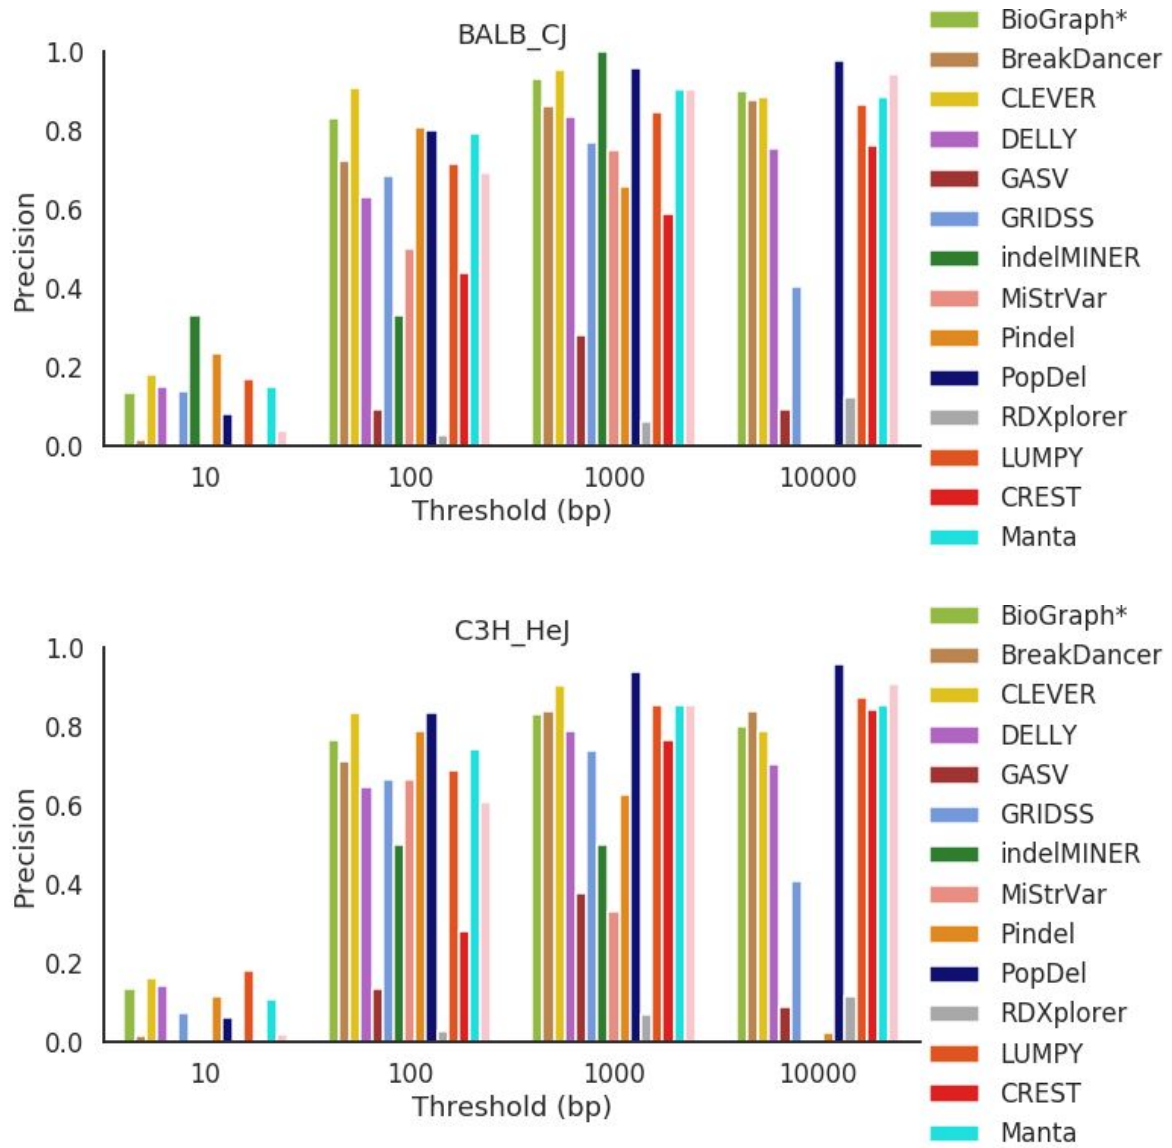 BALB_CJ
Precision
1.0
0.8
0.6
0.4
0.2
0.0
10 100 1000 10000
Threshold (bp)
BioGraph*
BreakDancer
CLEVER
DELLY
GASV
GRIDSS
indelMINER
MiStrVar
Pindel
PopDel
RDXplorer
LUMPY
CREST
Manta
C3H_HeJ
Precision
1.0
0.8
0.6
0.4
0.2
0.0
10 100 1000 10000
Threshold (bp)
BioGraph*
BreakDancer
CLEVER
DELLY
GASV
GRIDSS
indelMINER
MiStrVar
Pindel
PopDel
RDXplorer
LUMPY
CREST
Manta